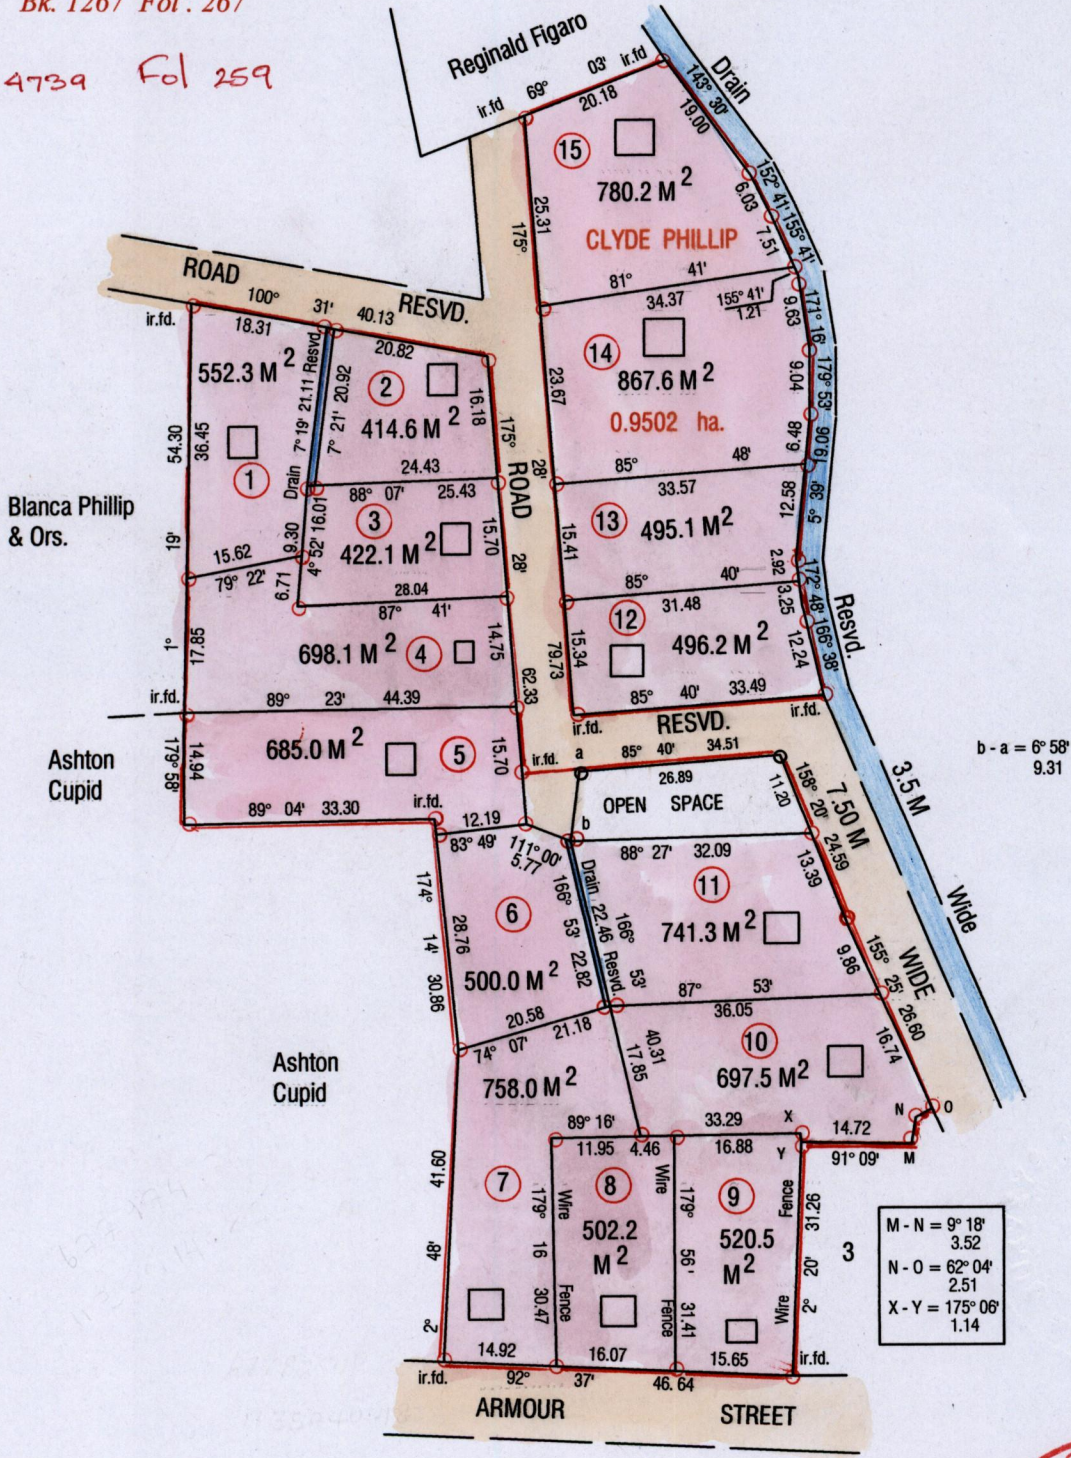 Bk. 1267 Fol . 267
4739 Fol 259
Reginald Figaro
ir.fd 69° 03' ir.fd
20.18
Drain
143° 30'
19.00
15
780.2 M²
CLYDE PHILLIP
152° 41'
6.03
155° 41'
7.51
25.31
175°
81° 41'
34.37
155° 41'
1.21
171° 16'
9.63
14
867.6 M²
0.9502 ha.
179° 53'
9.04
19.06
6.48
23.67
28'
85° 48'
33.57
13
495.1 M²
12.58
5° 39'
15.41
85° 40'
31.48
2.92
172° 48'
3.25
12
496.2 M²
166° 38'
12.24
Resvd.
15.34
79.73
85° 40' 33.49
ir.fd.
ir.fd.
ROAD
RESVD.
100° 31' 40.13
ir.fd.
18.31
20.82
552.3 M²
1
Drain 7° 19' 21.11 Resvd.
7° 21' 20.92
2
414.6 M²
16.18
175°
ROAD
54.30
36.45
24.43
88° 07' 25.43
3
422.1 M²
15.70
28'
9.30
4° 52' 16.01
6.71
Blanca Phillip
& Ors.
19'
15.62
79° 22'
28.04
87° 41'
1°
17.85
698.1 M²
4
14.75
62.33
ir.fd.
89° 23' 44.39
685.0 M²
5
15.70
179° 58'
14.94
Ashton
Cupid
89° 04' 33.30
ir.fd.
RESVD.
ir.fd. a 85° 40' 34.51
26.89
OPEN SPACE
b
11.20
158° 20'
7.50 M
24.59
3.5 M
b - a = 6° 58'
9.31
12.19
83° 49'
111° 00'
5.77
88° 27' 32.09
13.39
11
741.3 M²
Wide
6
500.0 M²
174° 14' 30.86
28.76
166° 53' 22.82
Drain 22.46 Resvd.
166° 53'
9.86
155° 25'
WIDE
26.60
87° 53'
36.05
20.58
74° 07' 21.18
40.31
17.85
10
697.5 M²
16.74
Ashton
Cupid
758.0 M²
89° 16'
11.95 4.46
33.29
16.88
X
Y
14.72
91° 09'
N
O
M
41.60
48'
2°
7
179° 16 30.47
Wire Fence
8
502.2
M²
Wire Fence
179° 56' 31.41
9
520.5
M²
Fence
Wire
31.26
20'
2°
3
M - N = 9° 18'
3.52
N - O = 62° 04'
2.51
X - Y = 175° 06'
1.14
14.92
16.07
15.65
ir.fd.
ir.fd.
92° 37' 46. 64
ARMOUR STREET